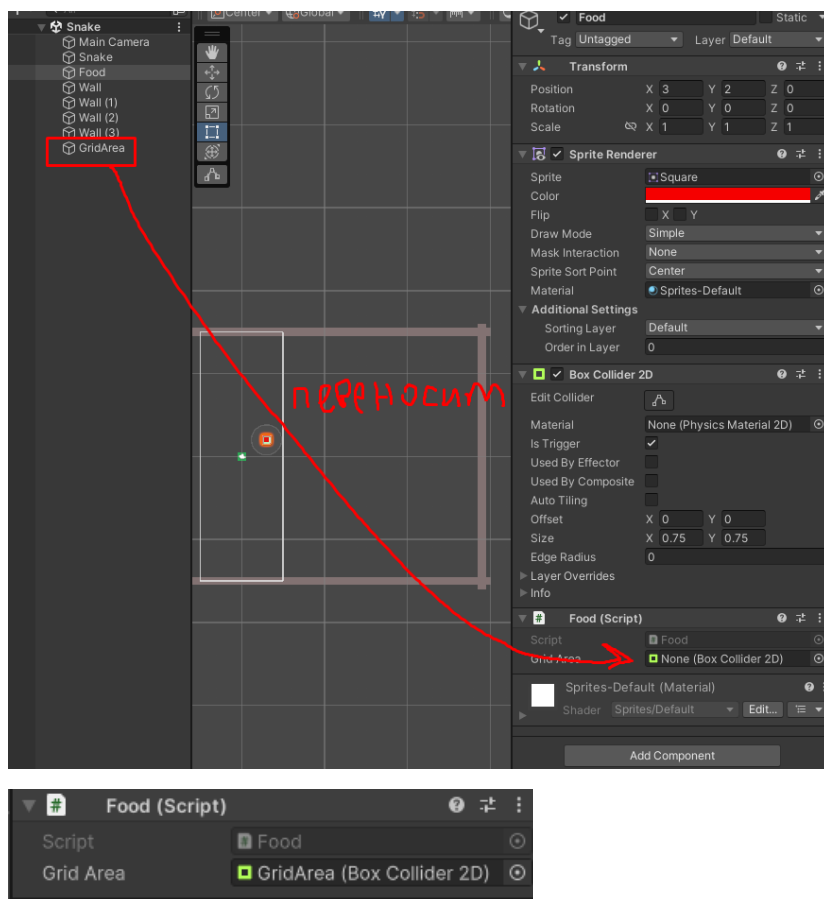 Center
Global
Snake
Main Camera
Snake
Food
Wall
Wall (1)
Wall (2)
Wall (3)
GridArea
переносим
Food
Static
Tag Untagged Layer Default
Transform
Position X 3 Y 2 Z 0
Rotation X 0 Y 0 Z 0
Scale X 1 Y 1 Z 1
Sprite Renderer
Sprite Square
Color
Flip X Y
Draw Mode Simple
Mask Interaction None
Sprite Sort Point Center
Material Sprites-Default
Additional Settings
Sorting Layer Default
Order in Layer 0
Box Collider 2D
Edit Collider
Material None (Physics Material 2D)
Is Trigger
Used By Effector
Used By Composite
Auto Tiling
Offset X 0 Y 0
Size X 0.75 Y 0.75
Edge Radius 0
Layer Overrides
Info
# Food (Script)
Script Food
Grid Area None (Box Collider 2D)
Sprites-Default (Material)
Shader Sprites/Default Edit...
Add Component
# Food (Script)
Script # Food
Grid Area GridArea (Box Collider 2D)